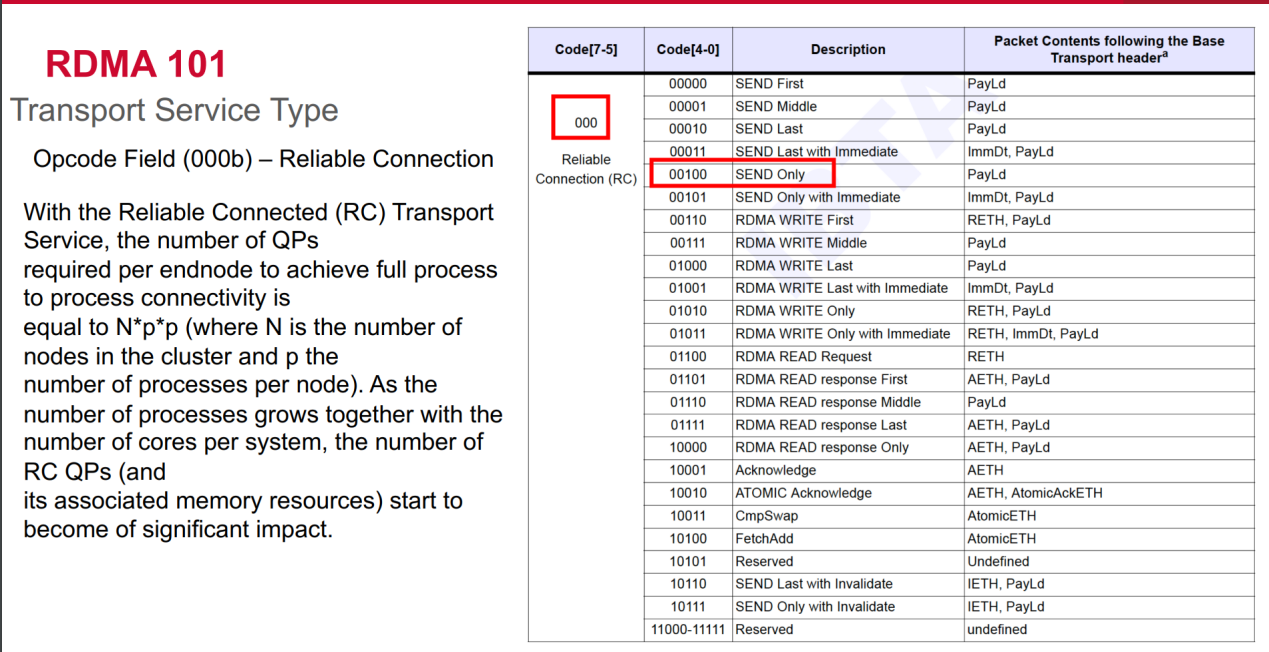 RDMA 101
Transport Service Type
Opcode Field (000b) – Reliable Connection
With the Reliable Connected (RC) Transport
Service, the number of QPs
required per endnode to achieve full process
to process connectivity is
equal to N*p*p (where N is the number of
nodes in the cluster and p the
number of processes per node). As the
number of processes grows together with the
number of cores per system, the number of
RC QPs (and
its associated memory resources) start to
become of significant impact.
Code[7-5] Code[4-0] Description Packet Contents following the Base
Transport headerᵃ
000
Reliable
Connection (RC)
00000 SEND First PayLd
00001 SEND Middle PayLd
00010 SEND Last PayLd
00011 SEND Last with Immediate ImmDt, PayLd
00100 SEND Only PayLd
00101 SEND Only with Immediate ImmDt, PayLd
00110 RDMA WRITE First RETH, PayLd
00111 RDMA WRITE Middle PayLd
01000 RDMA WRITE Last PayLd
01001 RDMA WRITE Last with Immediate ImmDt, PayLd
01010 RDMA WRITE Only RETH, PayLd
01011 RDMA WRITE Only with Immediate RETH, ImmDt, PayLd
01100 RDMA READ Request RETH
01101 RDMA READ response First AETH, PayLd
01110 RDMA READ response Middle PayLd
01111 RDMA READ response Last AETH, PayLd
10000 RDMA READ response Only AETH, PayLd
10001 Acknowledge AETH
10010 ATOMIC Acknowledge AETH, AtomicAckETH
10011 CmpSwap AtomicETH
10100 FetchAdd AtomicETH
10101 Reserved Undefined
10110 SEND Last with Invalidate IETH, PayLd
10111 SEND Only with Invalidate IETH, PayLd
11000-11111 Reserved undefined